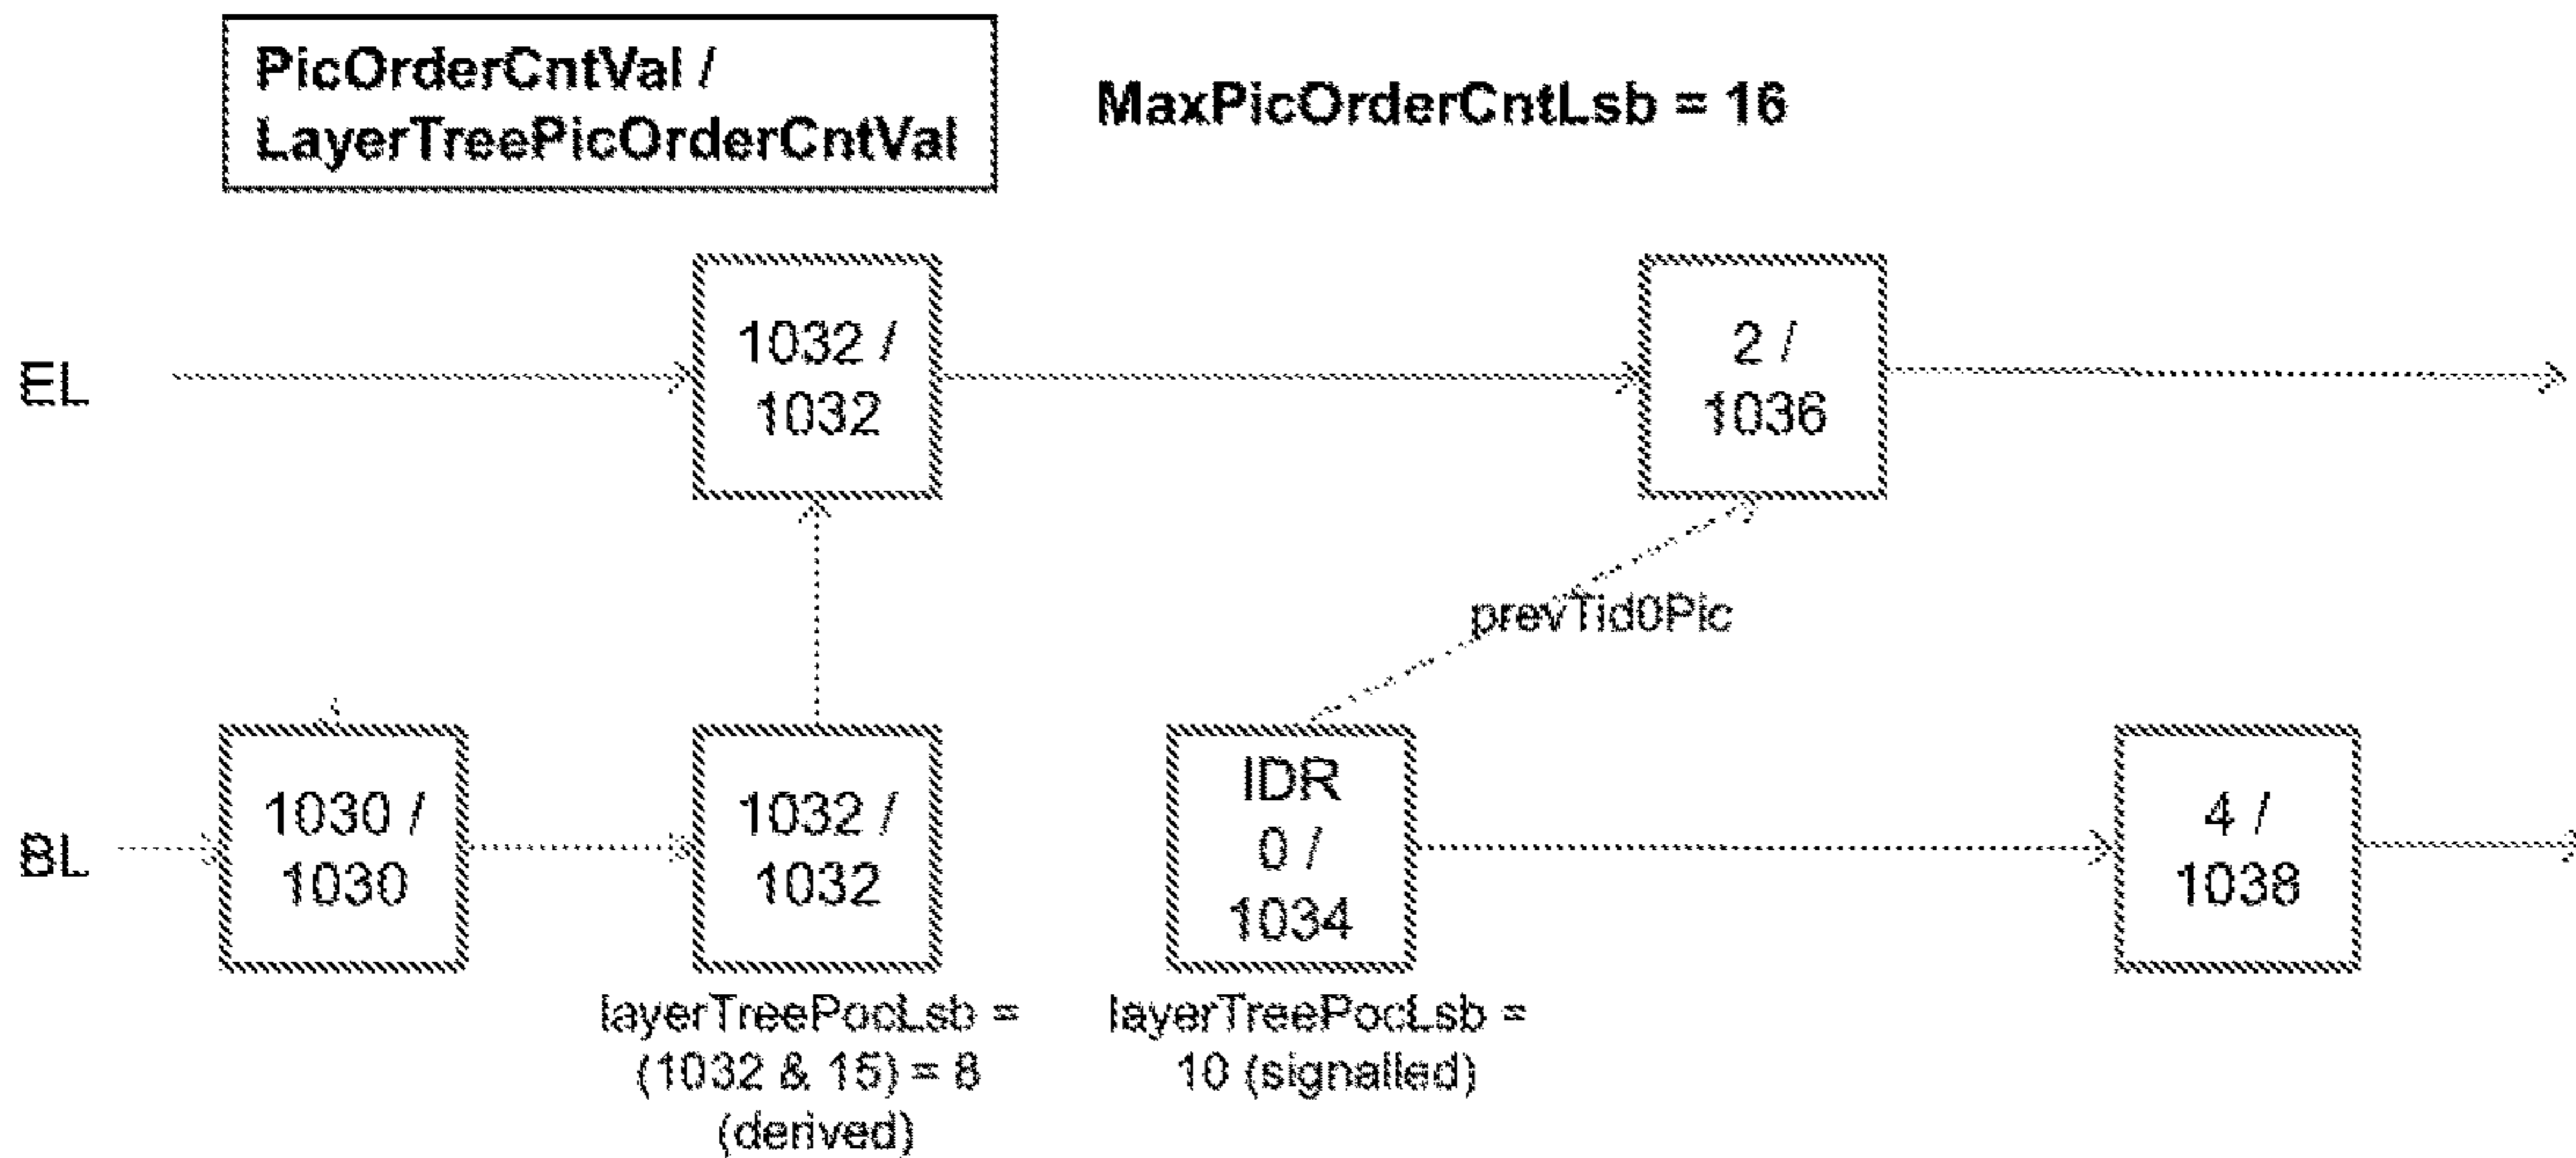 PicOrderCntVal /
LayerTreePicOrderCntVal
MaxPicOrderCntLsb = 16
EL
1032 /
1032
2 /
1036
prevTid0Pic
BL
1030 /
1030
1032 /
1032
IDR
0 /
1034
4 /
1038
layerTreePocLsb =
(1032 & 15) = 8
(derived)
layerTreePocLsb =
10 (signalled)